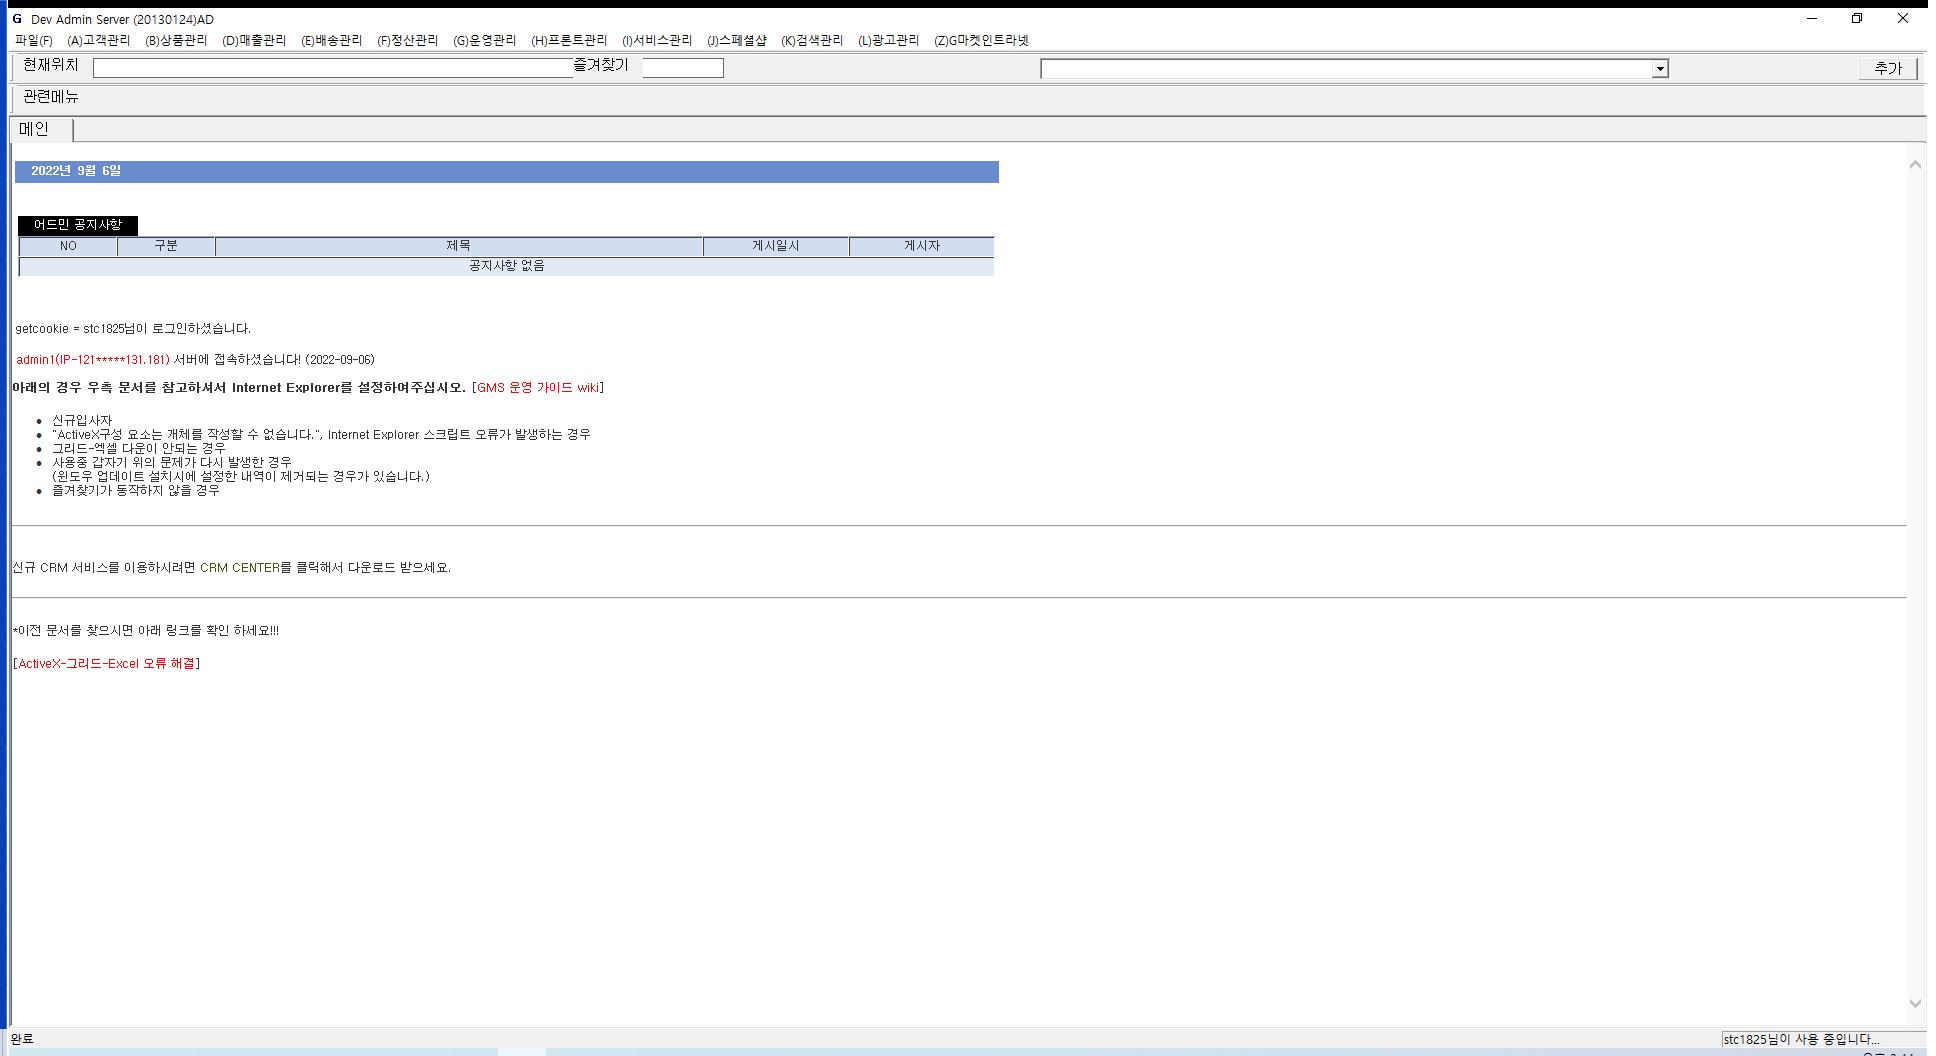 G Dev Admin Server (20130124)AD
파일(F) (A)고객관리 (B)상품관리 (D)매출관리 (E)배송관리 (F)정산관리 (G)운영관리 (H)프론트관리 (I)서비스관리 (J)스페셜샵 (K)검색관리 (L)광고관리 (Z)G마켓인트라넷
현재위치 즐겨찾기 추가
관련메뉴
메인
2022년 9월 6일
어드민 공지사항
NO 구분 제목 게시일시 게시자
공지사항 없음
getcookie = stc1825님이 로그인하셨습니다.
admin1(IP-121*****131.181) 서버에 접속하셨습니다! (2022-09-06)
아래의 경우 우측 문서를 참고하셔서 Internet Explorer를 설정하여주십시오. [GMS 운영 가이드 wiki]
• 신규입사자
• "ActiveX구성 요소는 개체를 작성할 수 없습니다.", Internet Explorer 스크립트 오류가 발생하는 경우
• 그리드-엑셀 다운이 안되는 경우
• 사용중 갑자기 위의 문제가 다시 발생한 경우
(윈도우 업데이트 설치시에 설정한 내역이 제거되는 경우가 있습니다.)
• 즐겨찾기가 동작하지 않을 경우
신규 CRM 서비스를 이용하시려면 CRM CENTER를 클릭해서 다운로드 받으세요.
*이전 문서를 찾으시면 아래 링크를 확인 하세요!!!
[ActiveX-그리드-Excel 오류 해결]
완료
stc1825님이 사용 중입니다...